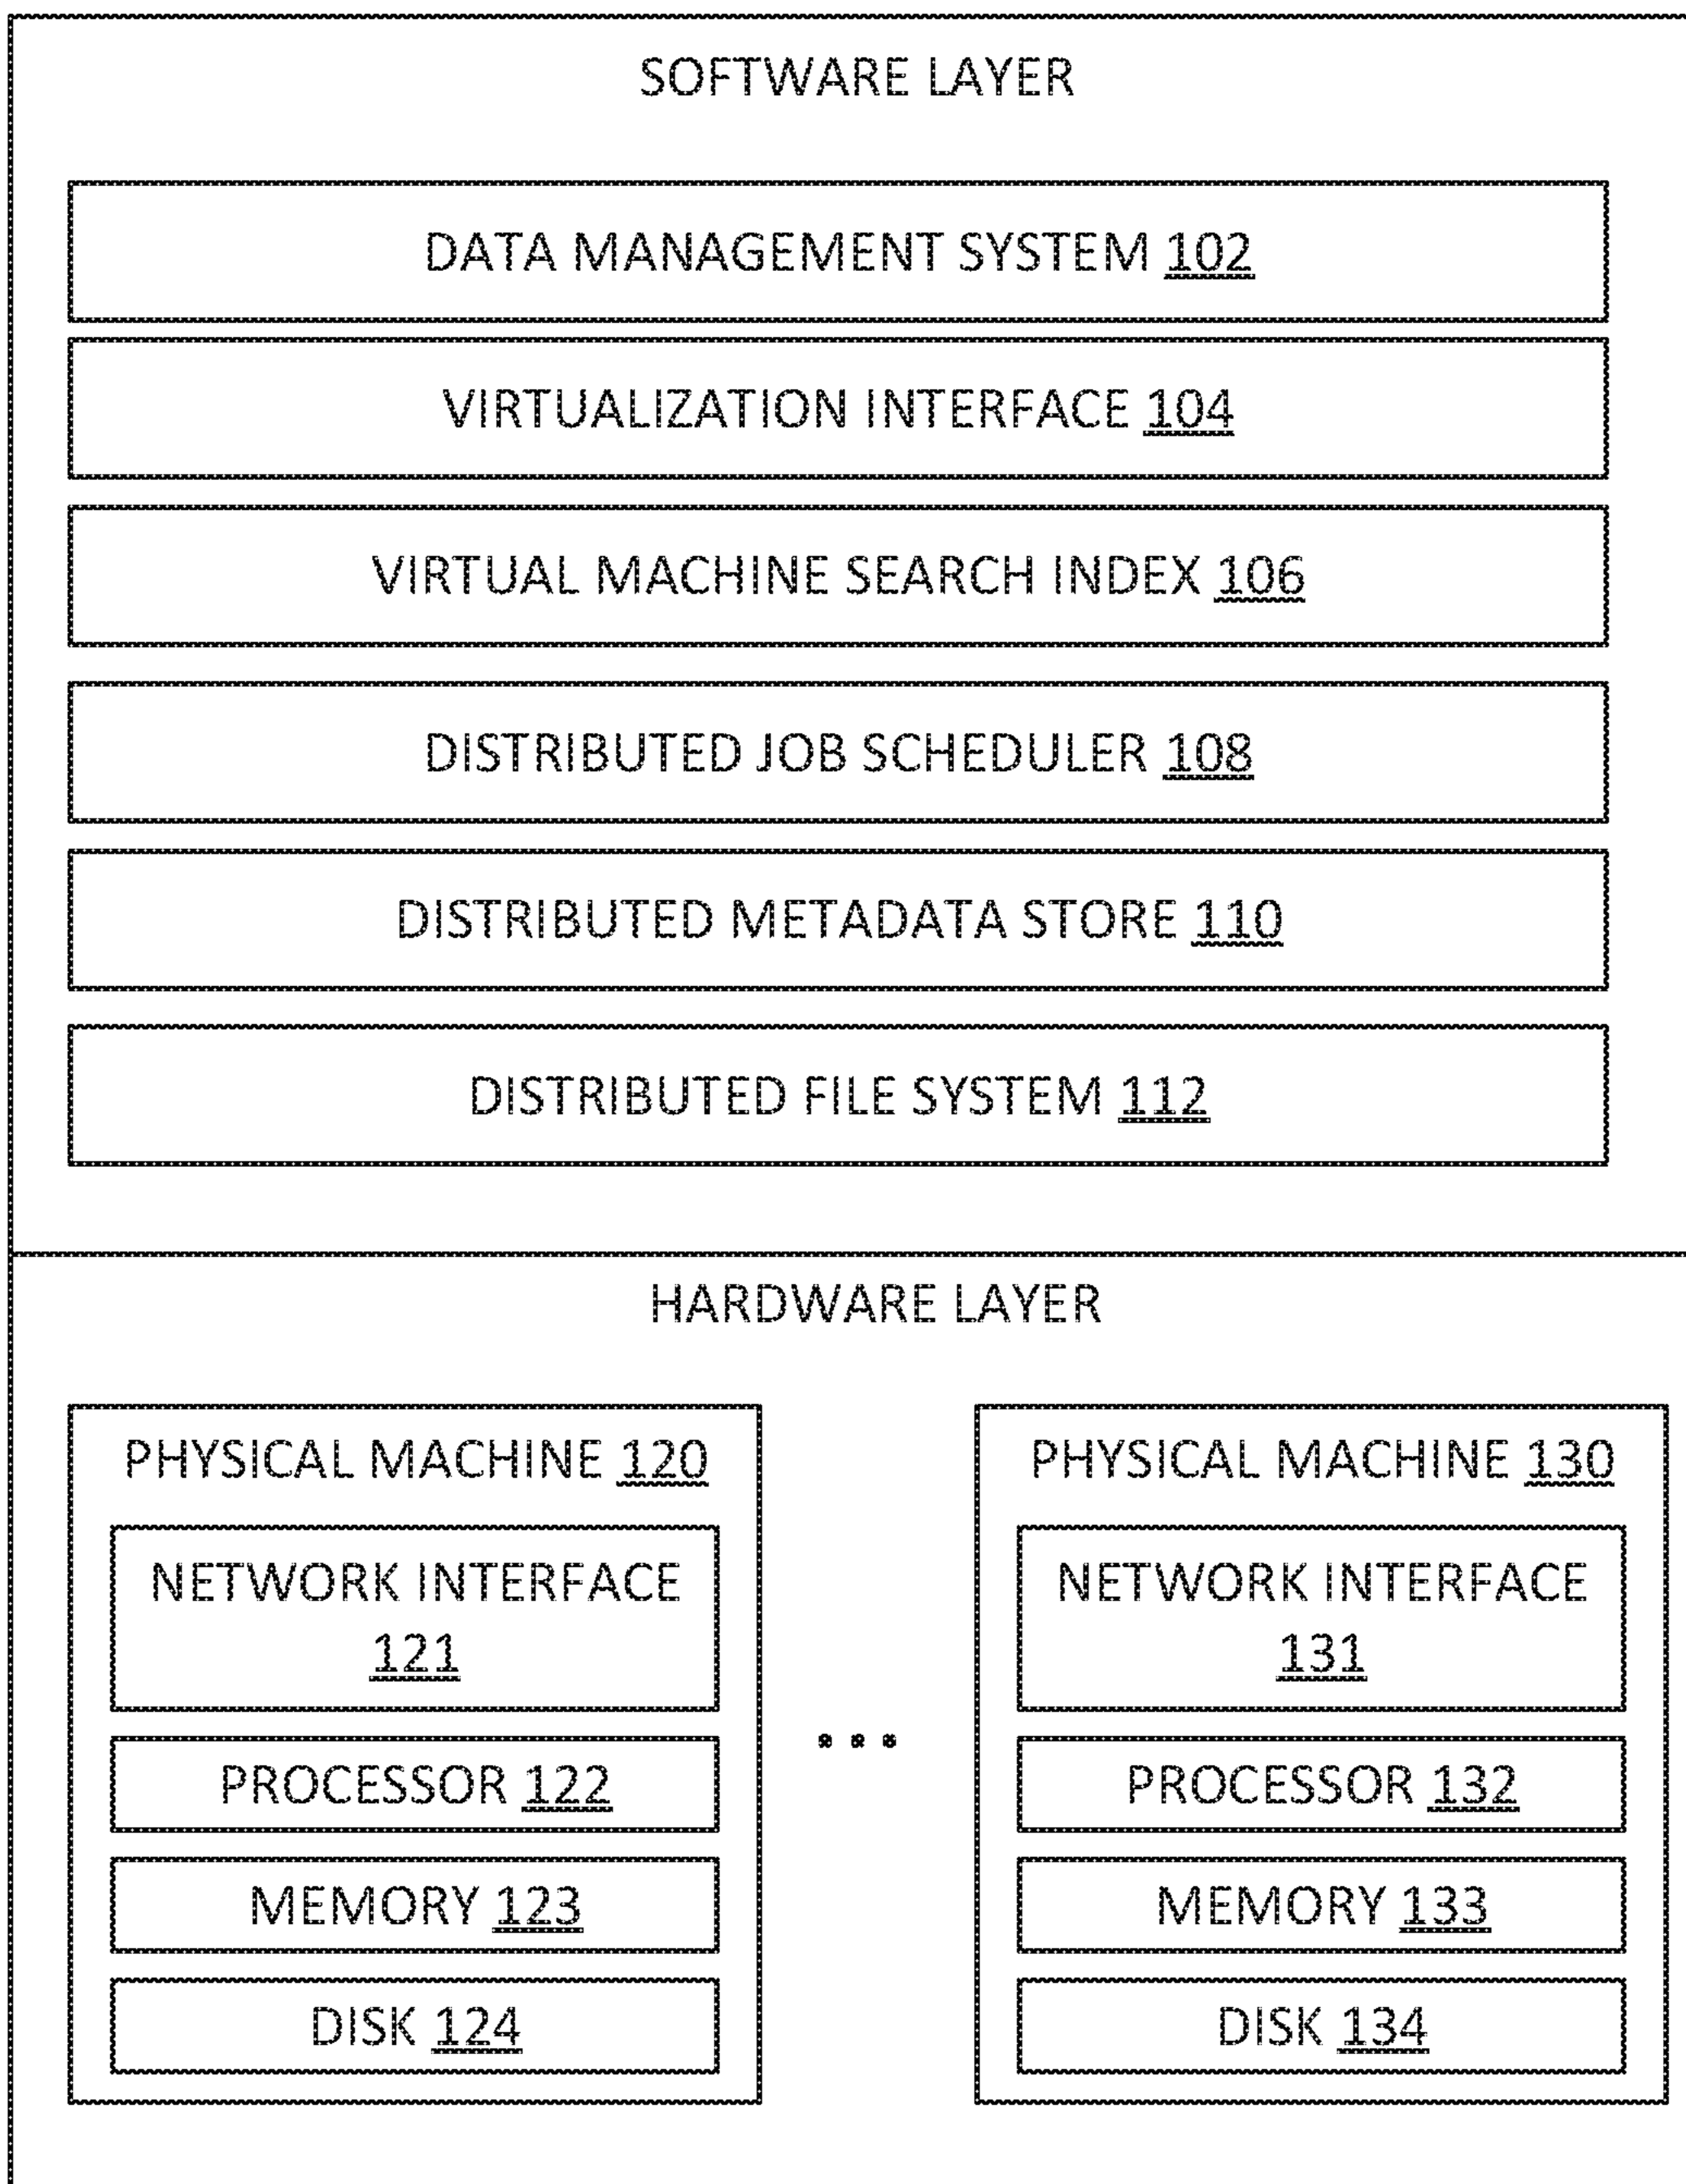 SOFTWARE LAYER
DATA MANAGEMENT SYSTEM 102
VIRTUALIZATION INTERFACE 104
VIRTUAL MACHINE SEARCH INDEX 106
DISTRIBUTED JOB SCHEDULER 108
DISTRIBUTED METADATA STORE 110
DISTRIBUTED FILE SYSTEM 112
HARDWARE LAYER
PHYSICAL MACHINE 120
NETWORK INTERFACE
121
PROCESSOR 122
MEMORY 123
DISK 124
...
PHYSICAL MACHINE 130
NETWORK INTERFACE
131
PROCESSOR 132
MEMORY 133
DISK 134